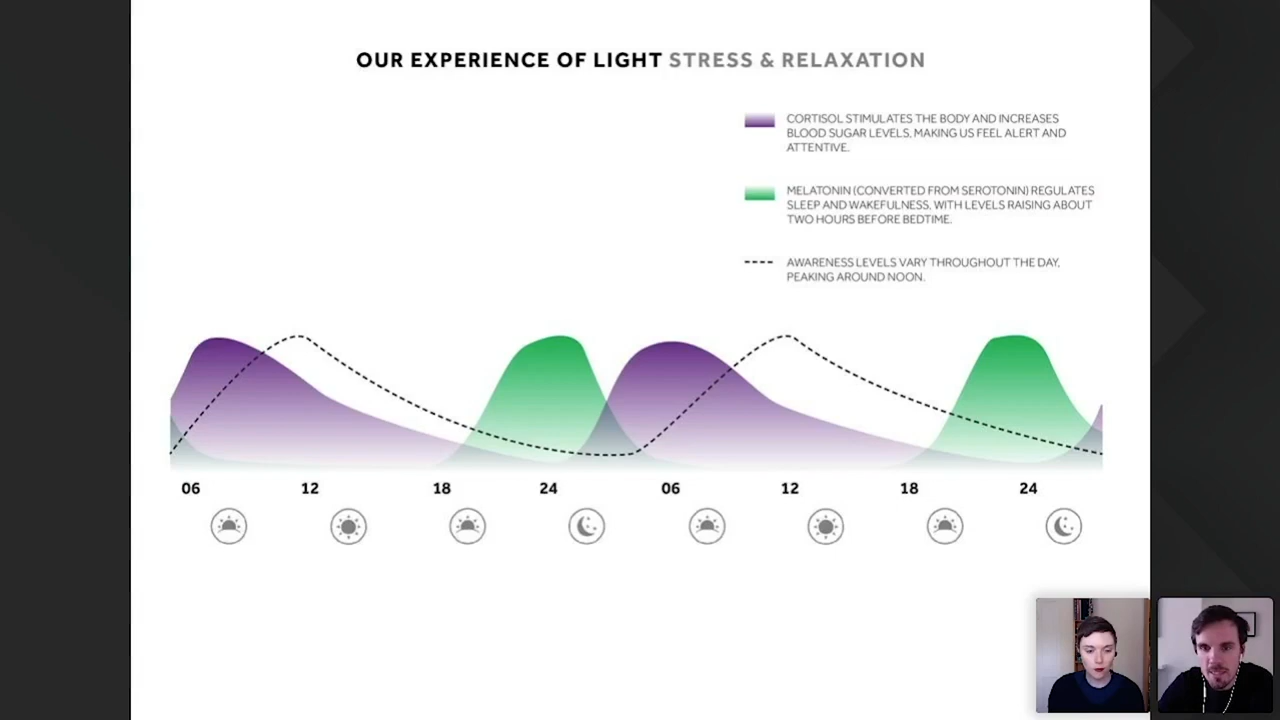 OUR EXPERIENCE OF LIGHT STRESS & RELAXATION
CORTISOL STIMULATES THE BODY AND INCREASES
BLOOD SUGAR LEVELS, MAKING US FEEL ALERT AND
ATTENTIVE.
MELATONIN (CONVERTED FROM SEROTONIN) REGULATES
SLEEP AND WAKEFULNESS, WITH LEVELS RAISING ABOUT
TWO HOURS BEFORE BEDTIME.
AWARENESS LEVELS VARY THROUGHOUT THE DAY,
PEAKING AROUND NOON.
06 12 18 24 06 12 18 24